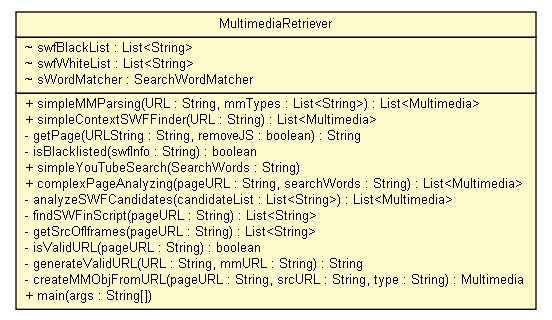 MultimediaRetriever
~ swfBlackList : List<String>
~ swfWhiteList : List<String>
~ sWordMatcher : SearchWordMatcher
+ simpleMMParsing(URL : String, mmTypes : List<String>) : List<Multimedia>
+ simpleContextSWFFinder(URL : String) : List<Multimedia>
- getPage(URLString : String, removeJS : boolean) : String
- isBlacklisted(swfInfo : String) : boolean
+ simpleYouTubeSearch(SearchWords : String)
+ complexPageAnalyzing(pageURL : String, searchWords : String) : List<Multimedia>
- analyzeSWFCandidates(candidateList : List<String>) : List<Multimedia>
- findSWFinScript(pageURL : String) : List<String>
- getSrcOfIframes(pageURL : String) : List<String>
- isValidURL(pageURL : String) : boolean
- generateValidURL(URL : String, mmURL : String) : String
- createMMObjFromURL(pageURL : String, srcURL : String, type : String) : Multimedia
+ main(args : String[])